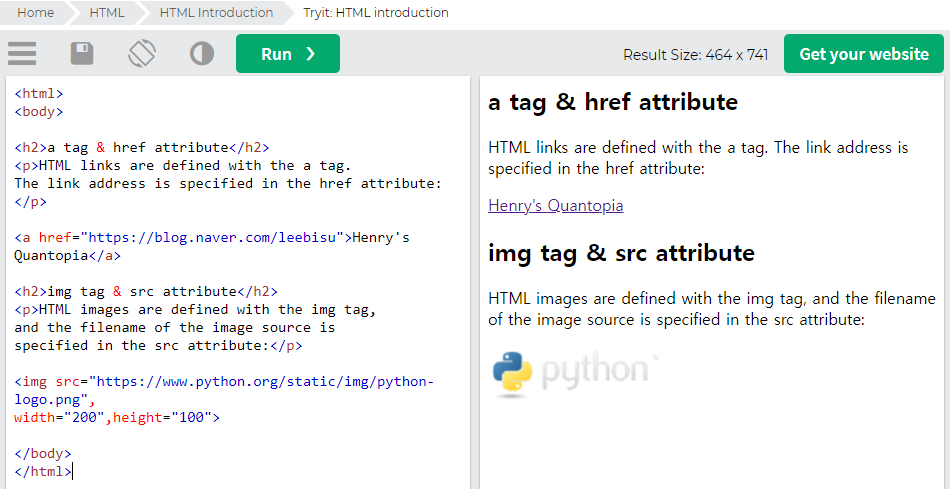 Home HTML HTML Introduction Tryit: HTML introduction
Run ❯ Result Size: 464 x 741 Get your website
<html>
<body>
<h2>a tag & href attribute</h2>
<p>HTML links are defined with the a tag.
The link address is specified in the href attribute:
</p>
<a href="https://blog.naver.com/leebisu">Henry's
Quantopia</a>
<h2>img tag & src attribute</h2>
<p>HTML images are defined with the img tag,
and the filename of the image source is
specified in the src attribute:</p>
<img src="https://www.python.org/static/img/python-
logo.png",
width="200",height="100">
</body>
</html>
a tag & href attribute
HTML links are defined with the a tag. The link address is
specified in the href attribute:
Henry's Quantopia
img tag & src attribute
HTML images are defined with the img tag, and the filename
of the image source is specified in the src attribute:
python™